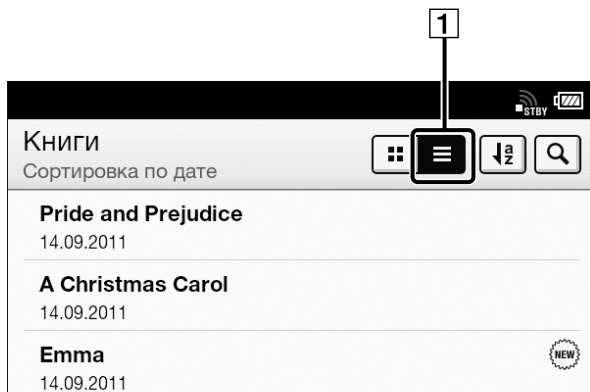 1
STBY
Книги
Сортировка по дате
a
z
Pride and Prejudice
14.09.2011
A Christmas Carol
14.09.2011
Emma
NEW
14.09.2011